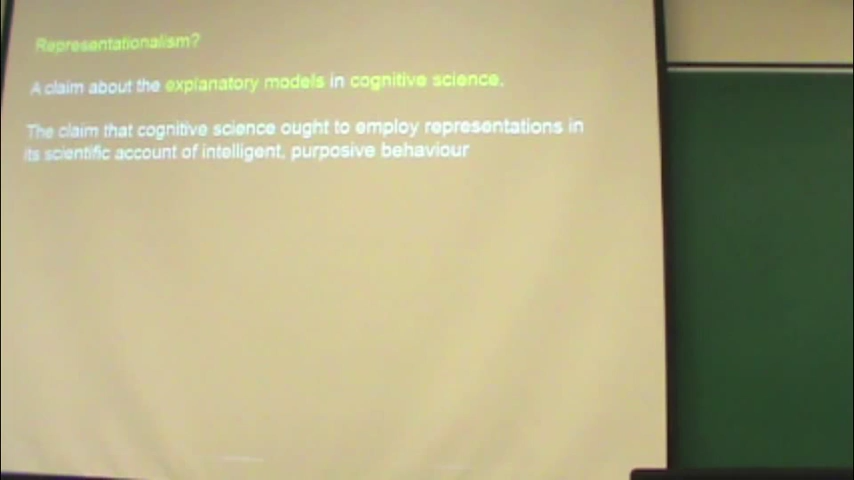 Representationalism?
A claim about the explanatory models in cognitive science.
The claim that cognitive science ought to employ representations in
its scientific account of intelligent, purposive behaviour